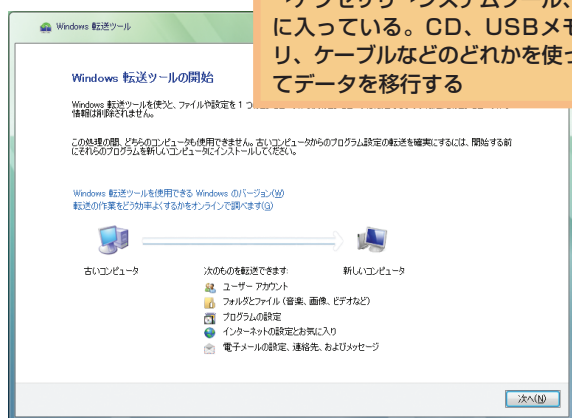 アクセサリ→システムツール、
に入っている。CD、USBメモ
リ、ケーブルなどのどれかを使っ
てデータを移行する
Windows 転送ツール
Windows 転送ツールの開始
Windows 転送ツールを使うと、ファイルや設定を 1 つ
情報は削除されません。
この処理の間、どちらのコンピュータも使用できません。古いコンピュータからのプログラム設定の転送を確実にするには、開始する前
にそれらのプログラムを新しいコンピュータにインストールしてください。
Windows 転送ツールを使用できる Windows のバージョン(W)
転送の作業をどう効率よくするかをオンラインで調べます(G)
古いコンピュータ
次のものを転送できます:
新しいコンピュータ
ユーザー アカウント
フォルダとファイル (音楽、画像、ビデオなど)
プログラムの設定
インターネットの設定とお気に入り
電子メールの設定、連絡先、およびメッセージ
次へ(N)